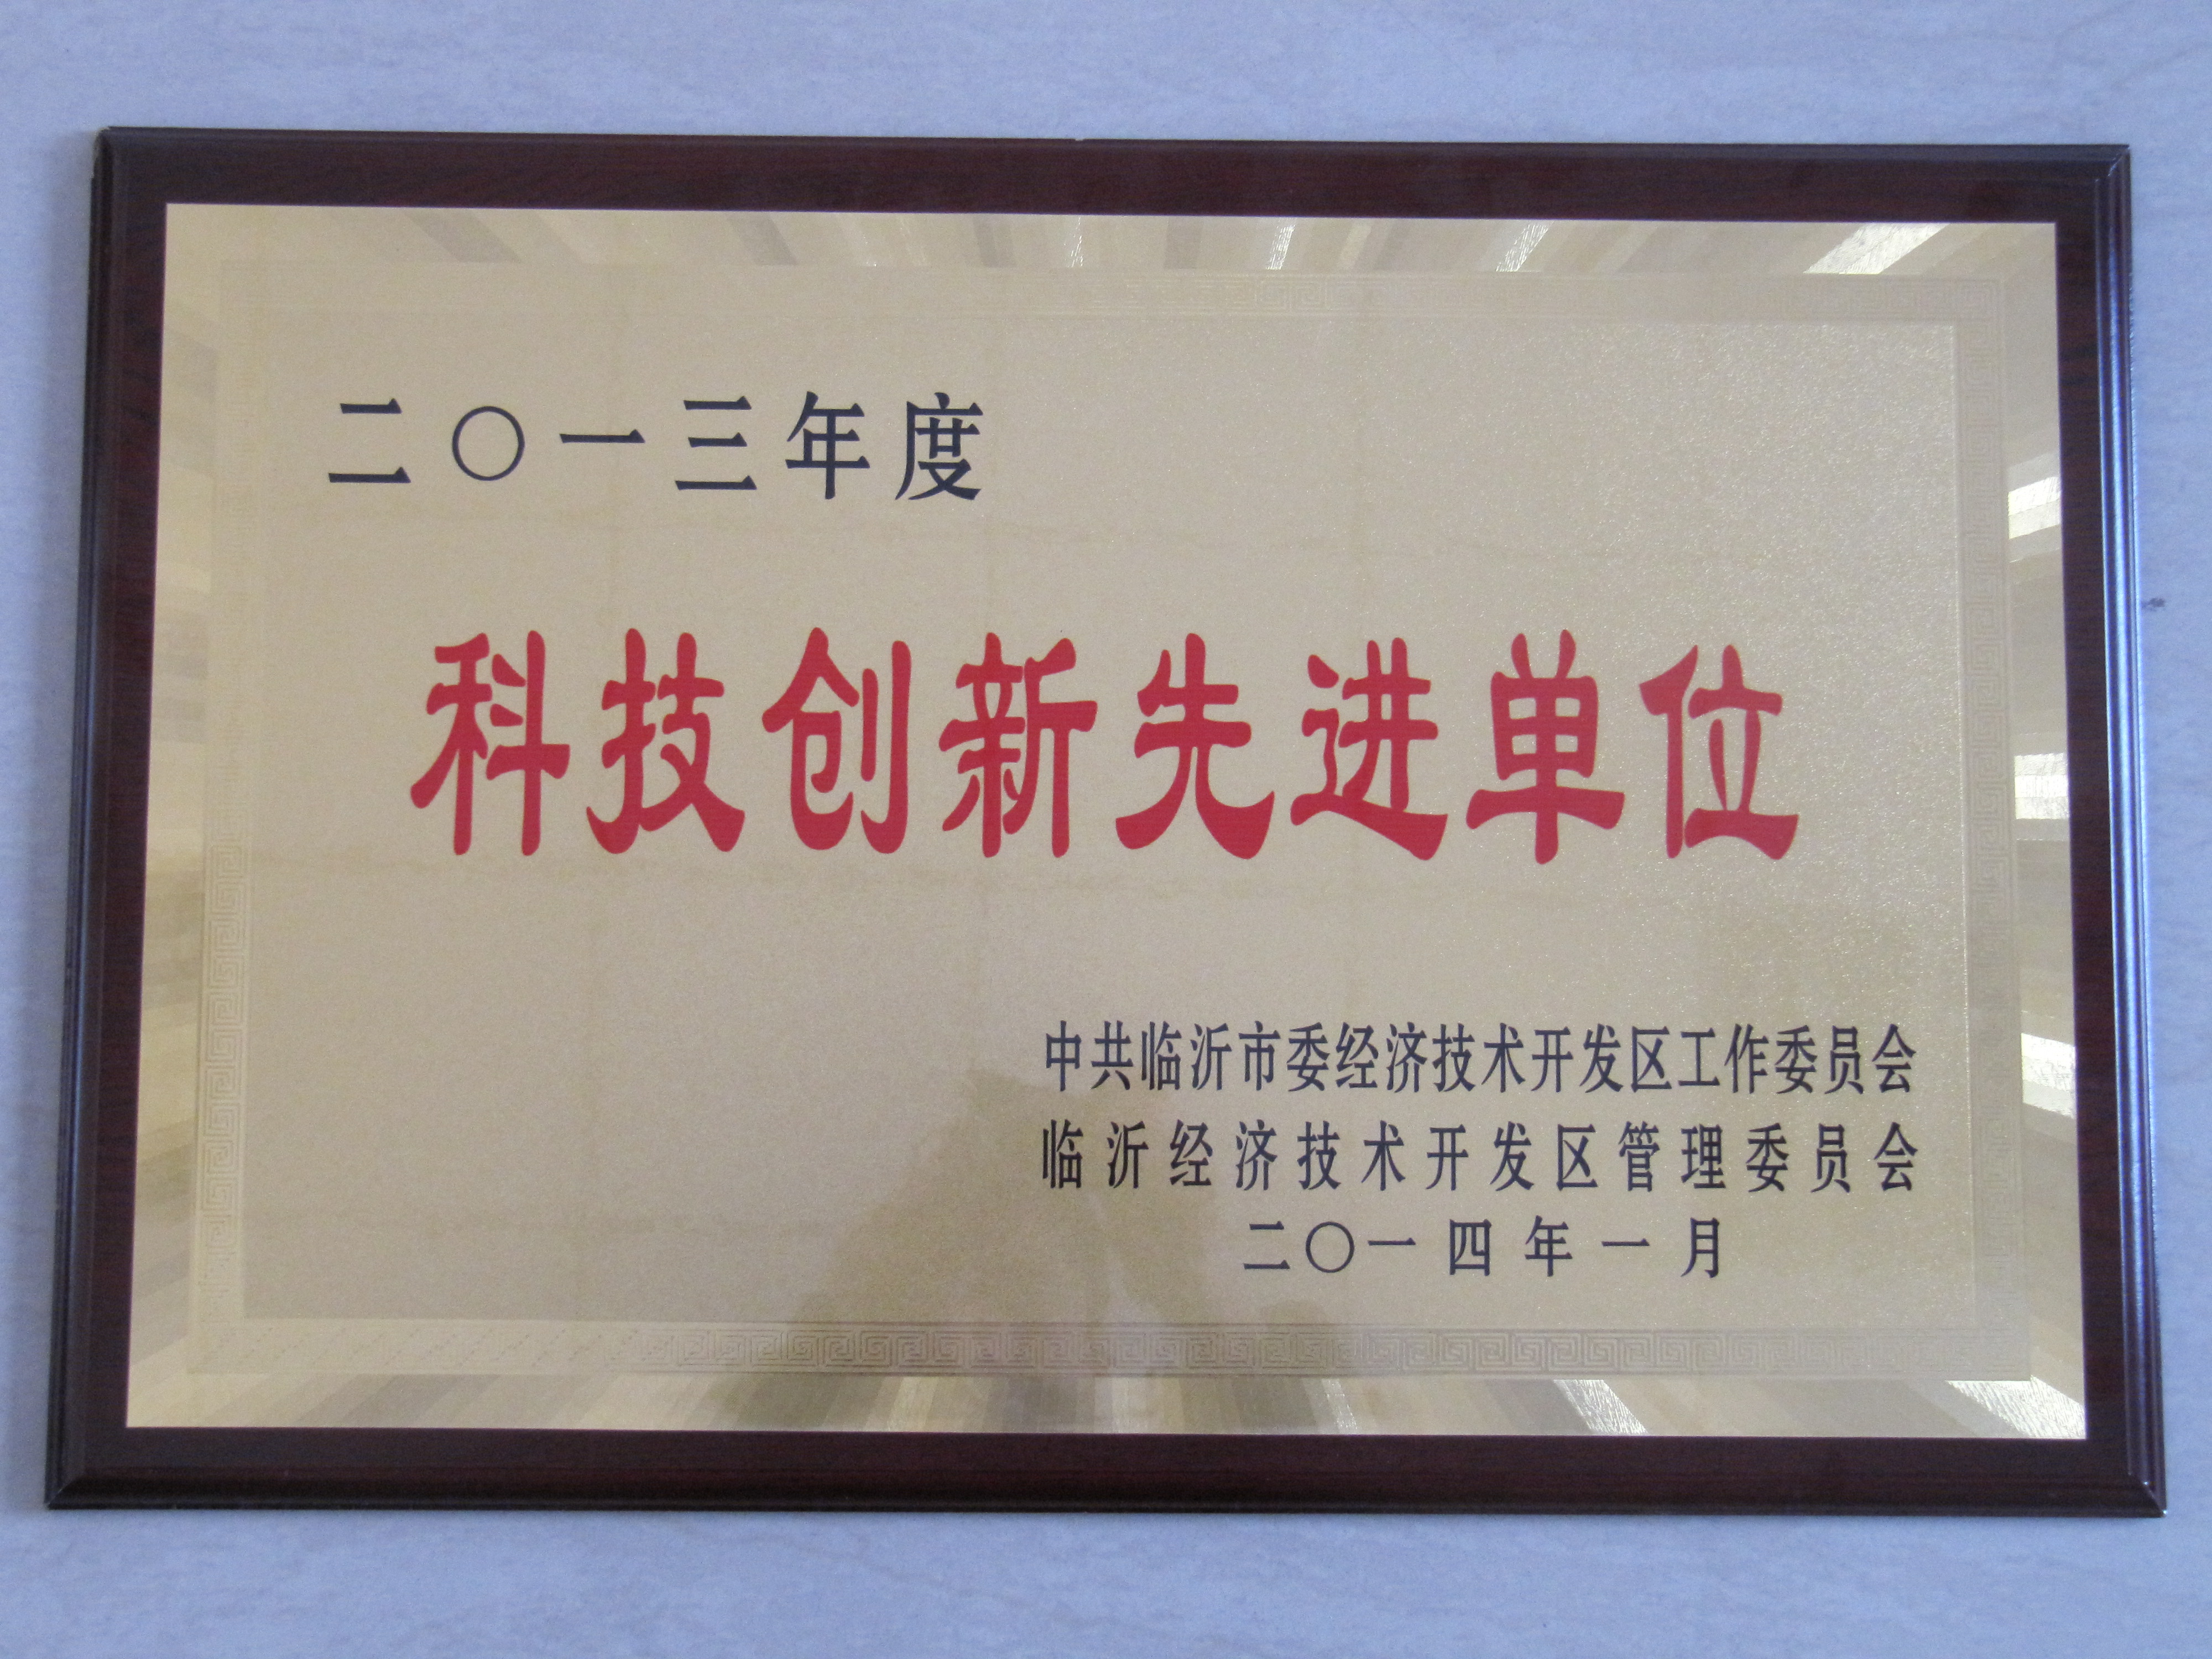 二〇一三年度
科技创新先进单位
中共临沂市委经济技术开发区工作委员会
临沂经济技术开发区管理委员会
二〇一四年一月